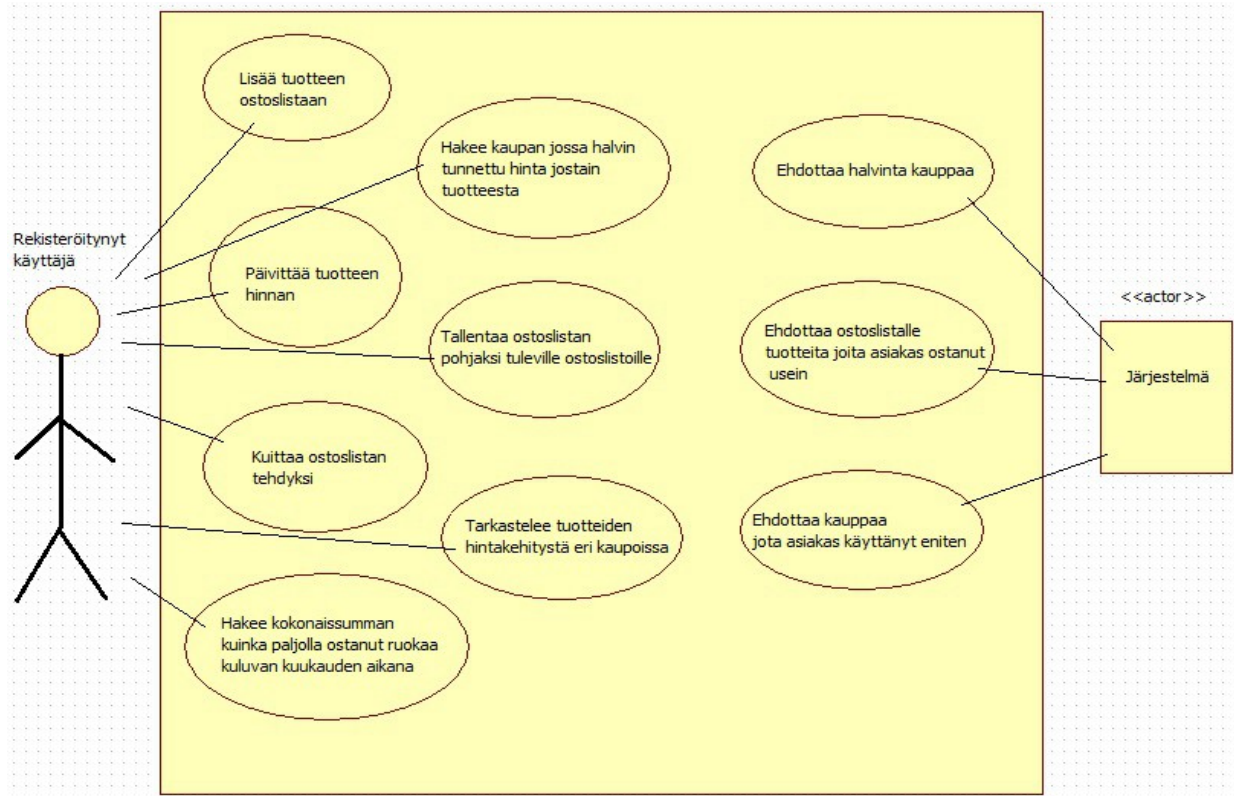 Lisää tuotteen
ostoslistaan
Hakee kaupan jossa halvin
tunnettu hinta jostain
tuotteesta
Ehdottaa halvinta kauppaa
Rekisteröitynyt
käyttäjä
Päivittää tuotteen
hinnan
<<actor>>
Järjestelmä
Tallentaa ostoslistan
pohjaksi tuleville ostoslistoille
Ehdottaa ostoslistalle
tuotteita joita asiakas ostanut
usein
Kuittaa ostoslistan
tehdyksi
Tarkastelee tuotteiden
hintakehitystä eri kaupoissa
Ehdottaa kauppaa
jota asiakas käyttänyt eniten
Hakee kokonaissumman
kuinka paljolla ostanut ruokaa
kuluvan kuukauden aikana